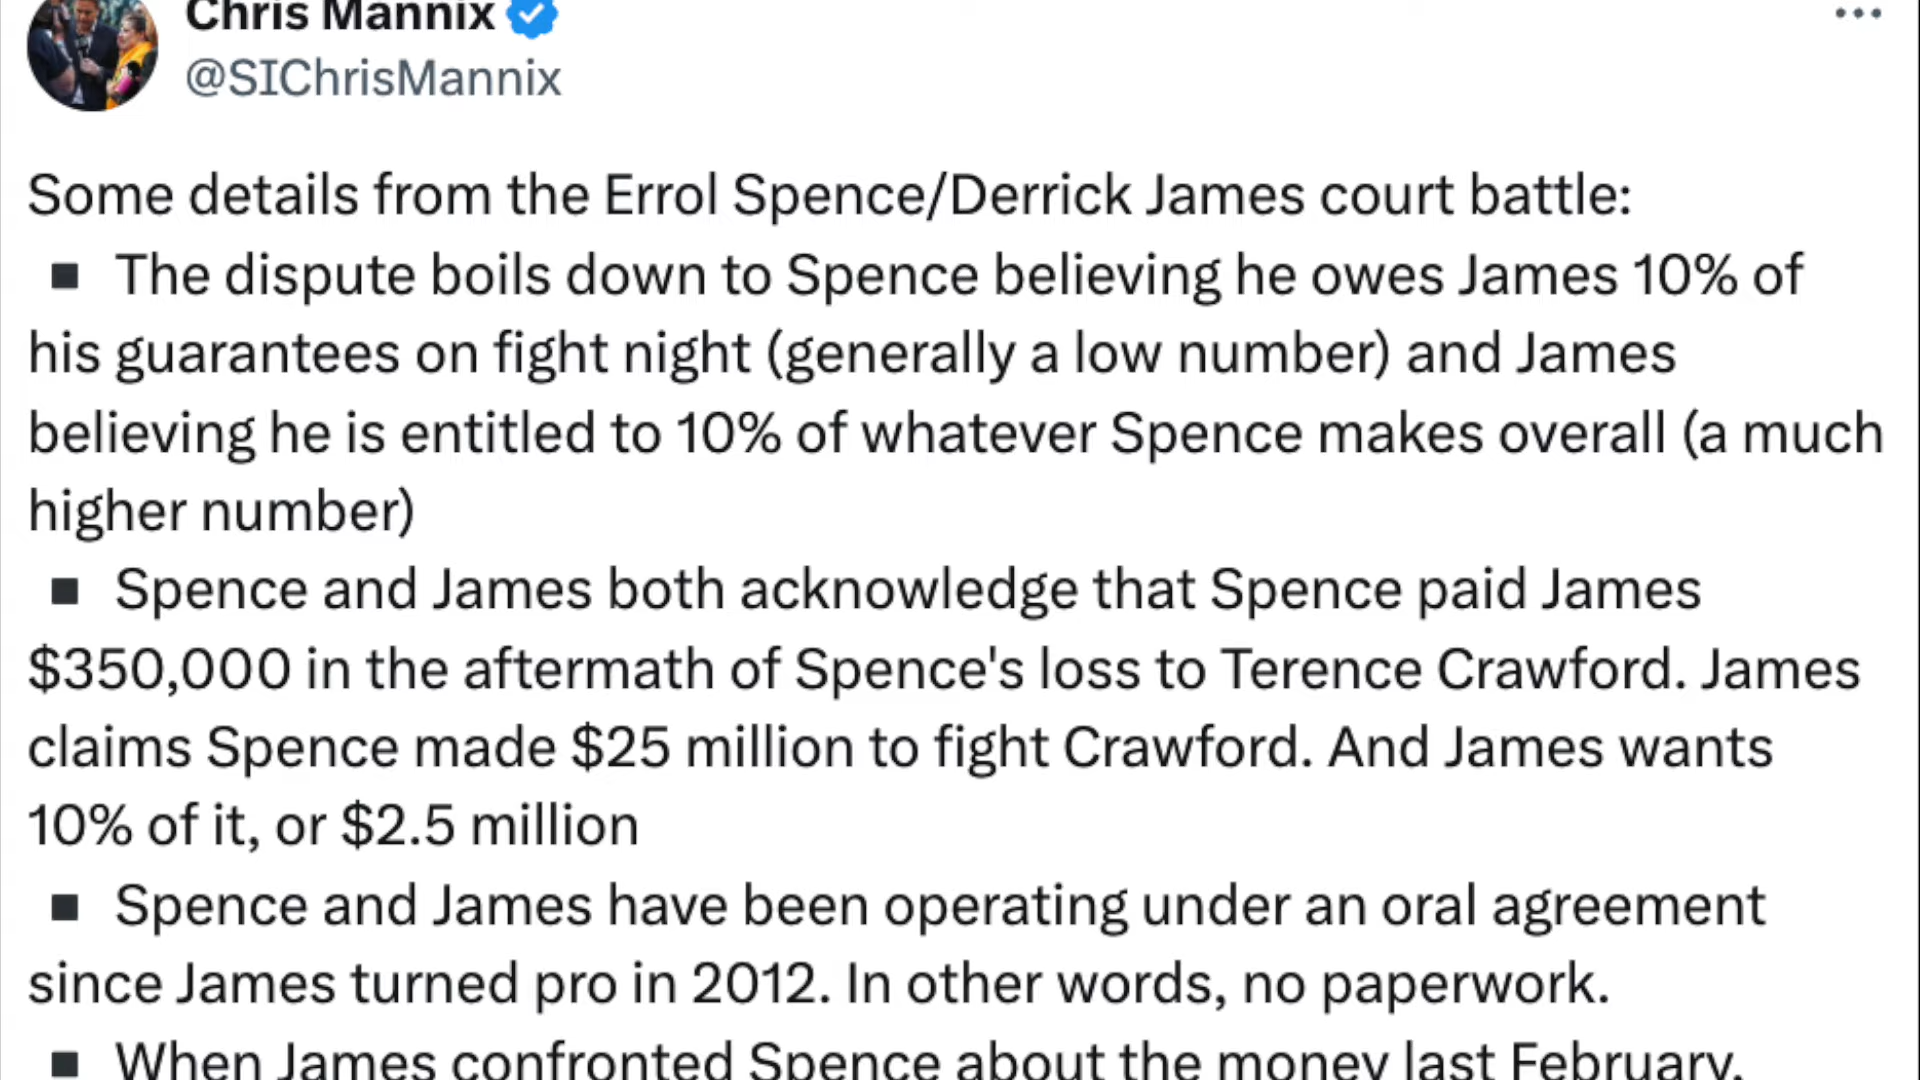 Chris Mannix
@SIChrisMannix
Some details from the Errol Spence/Derrick James court battle:
▪ The dispute boils down to Spence believing he owes James 10% of
his guarantees on fight night (generally a low number) and James
believing he is entitled to 10% of whatever Spence makes overall (a much
higher number)
▪ Spence and James both acknowledge that Spence paid James
$350,000 in the aftermath of Spence's loss to Terence Crawford. James
claims Spence made $25 million to fight Crawford. And James wants
10% of it, or $2.5 million
▪ Spence and James have been operating under an oral agreement
since James turned pro in 2012. In other words, no paperwork.
▪ When James confronted Spence about the money last February,